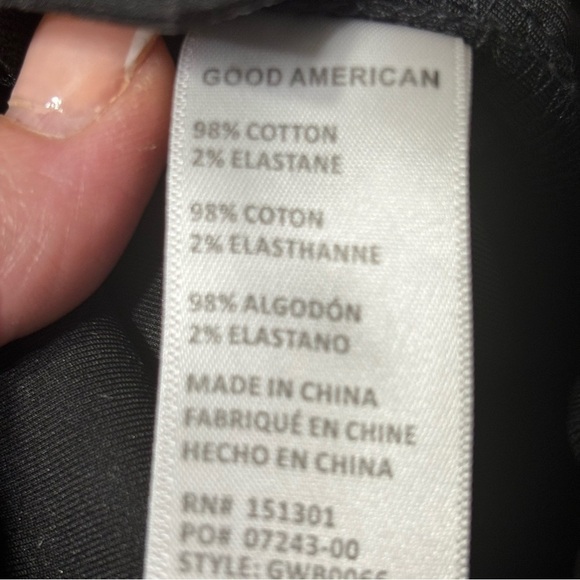 GOOD AMERICAN
98% COTTON
2% ELASTANE
98% COTON
2% ELASTHANNE
98% ALGODÓN
2% ELASTANO
MADE IN CHINA
FABRIQUÉ EN CHINE
HECHO EN CHINA
RN# 151301
PO# 07243-00
STYLE: